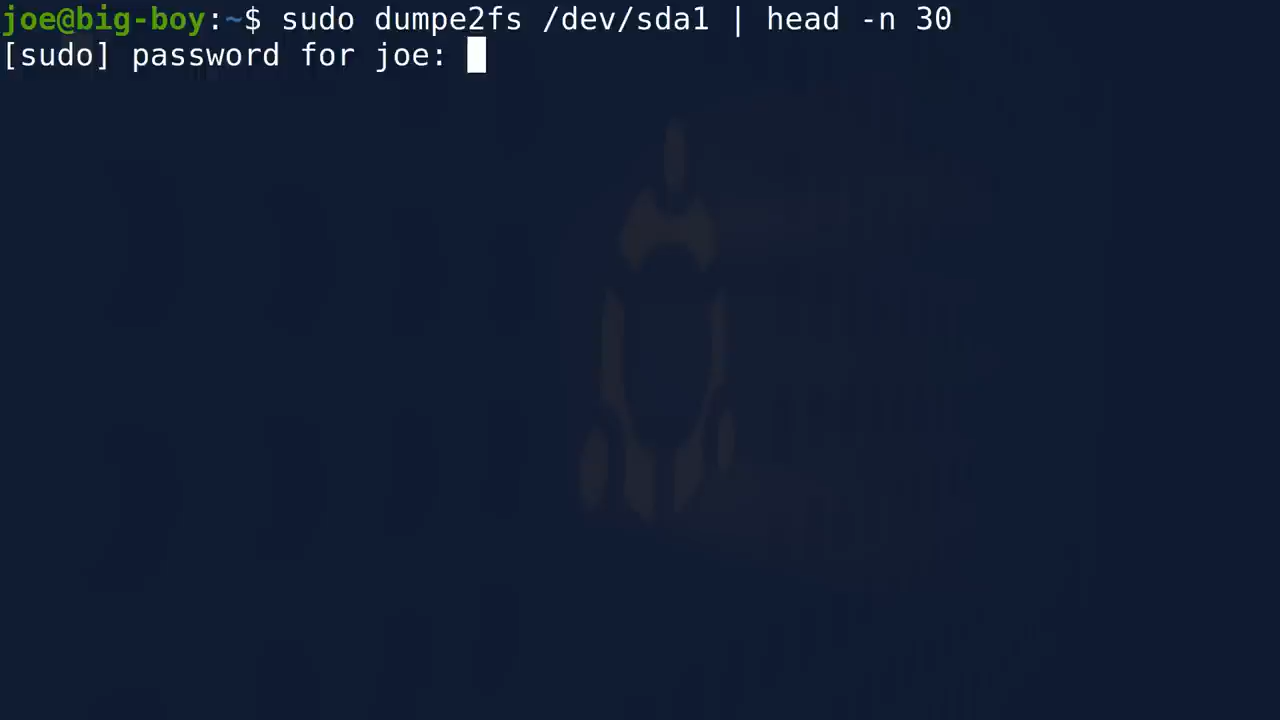 joe@big-boy:~$ sudo dumpe2fs /dev/sda1 | head -n 30
[sudo] password for joe: